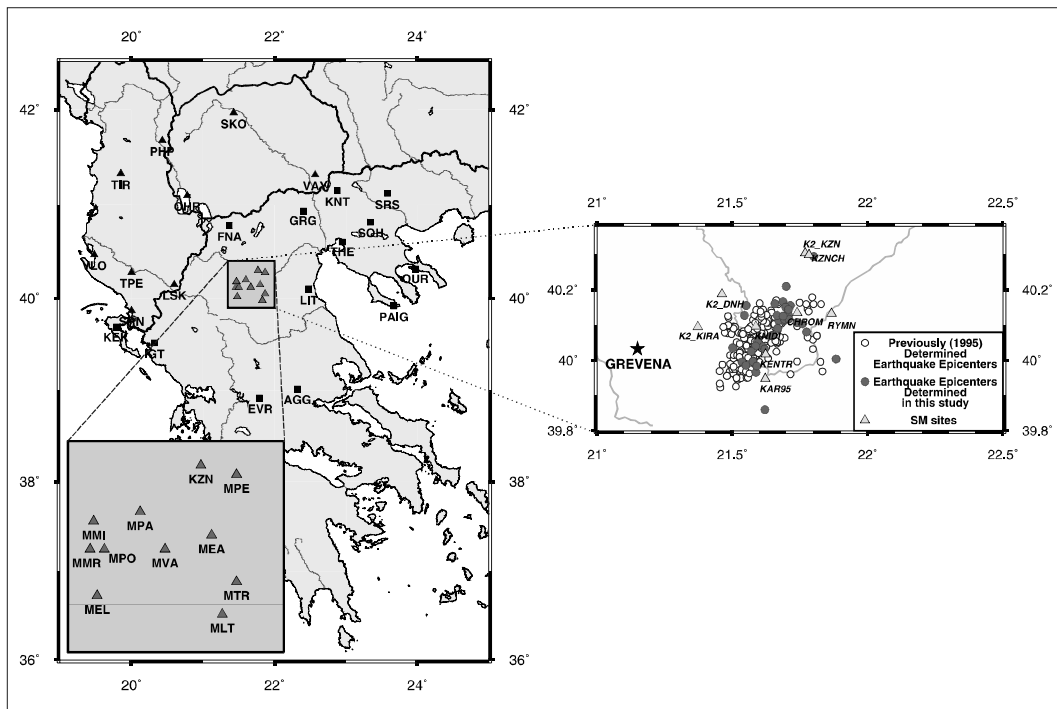 20° 22° 24°
42° 42°
SKO
PHP
TIR
VAY
KNT
SRS
OHR
GRG
SOH
FNA
THE
VLO
TPE
OUR
LSK
LIT
40° 40°
PAIG
SRN
KEK
IGT
EVR
AGG
38° 38°
36° 36°
20° 22° 24°
KZN
MPE
MPA
MMI
MEA
MMR
MPO
MVA
MTR
MEL
MLT
21° 21.5° 22° 22.5°
K2_KZN
KZNCH
40.2° 40.2°
K2_DNH
CHROM
RYMN
K2_KIRA
KNIDI
GREVENA
KENTR
KAR95
40° 40°
Previously (1995)
Determined
Earthquake Epicenters
Earthquake Epicenters
Determined
in this study
SM sites
39.8° 39.8°
21° 21.5° 22° 22.5°